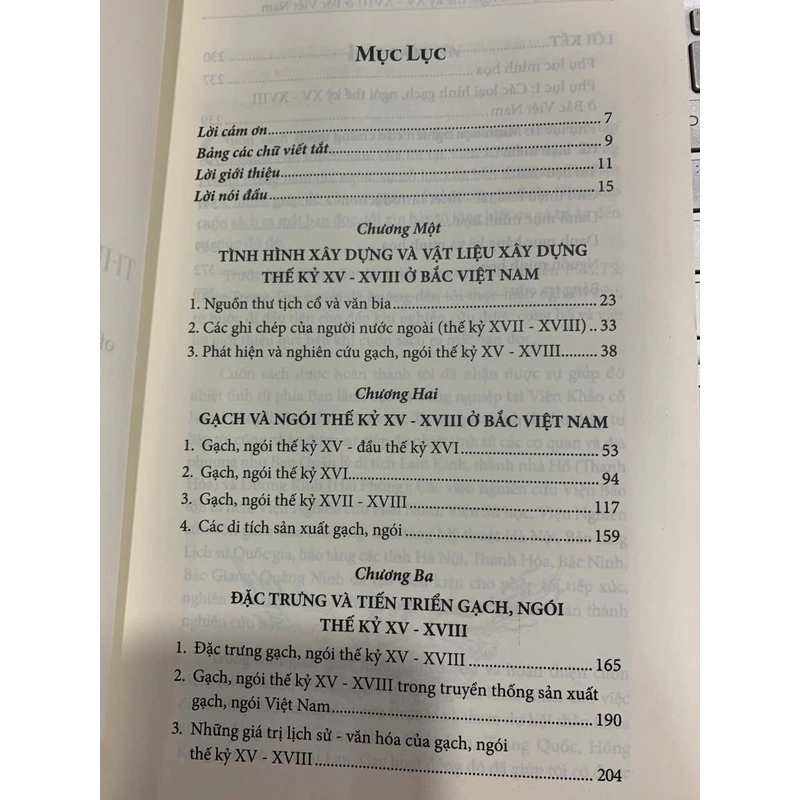 MỤC LỤC
Lời cảm ơn..........7
Bảng các chữ viết tắt..........9
Lời giới thiệu..........11
Lời nói đầu..........15
Chương Một
TÌNH HÌNH XÂY DỰNG VÀ VẬT LIỆU XÂY DỰNG
THẾ KỶ XV - XVIII Ở BẮC VIỆT NAM
1. Nguồn thư tịch cổ và văn bia..........23
2. Các ghi chép của người nước ngoài (thế kỷ XVII - XVIII)..33
3. Phát hiện và nghiên cứu gạch, ngói thế kỷ XV - XVIII.........38
Chương Hai
GẠCH VÀ NGÓI THẾ KỶ XV - XVIII Ở BẮC VIỆT NAM
1. Gạch, ngói thế kỷ XV - đầu thế kỷ XVI..........53
2. Gạch, ngói thế kỷ XVI..........94
3. Gạch, ngói thế kỷ XVII - XVIII..........117
4. Các di tích sản xuất gạch, ngói..........159
Chương Ba
ĐẶC TRƯNG VÀ TIẾN TRIỂN GẠCH, NGÓI
THẾ KỶ XV - XVIII
1. Đặc trưng gạch, ngói thế kỷ XV - XVIII..........165
2. Gạch, ngói thế kỷ XV - XVIII trong truyền thống sản xuất
gạch, ngói Việt Nam..........190
3. Những giá trị lịch sử - văn hóa của gạch, ngói
thế kỷ XV - XVIII..........204